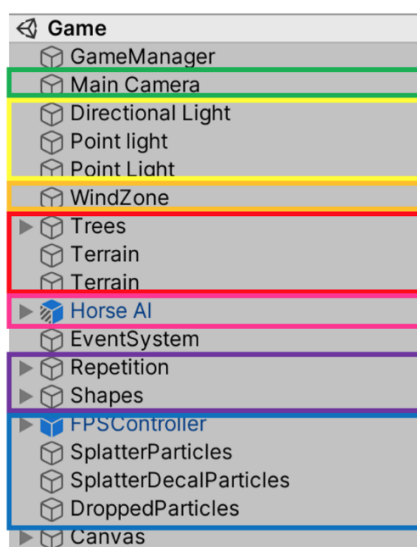 Game
GameManager
Main Camera
Directional Light
Point light
Point Light
WindZone
Trees
Terrain
Terrain
Horse AI
EventSystem
Repetition
Shapes
FPSController
SplatterParticles
SplatterDecalParticles
DroppedParticles
Canvas